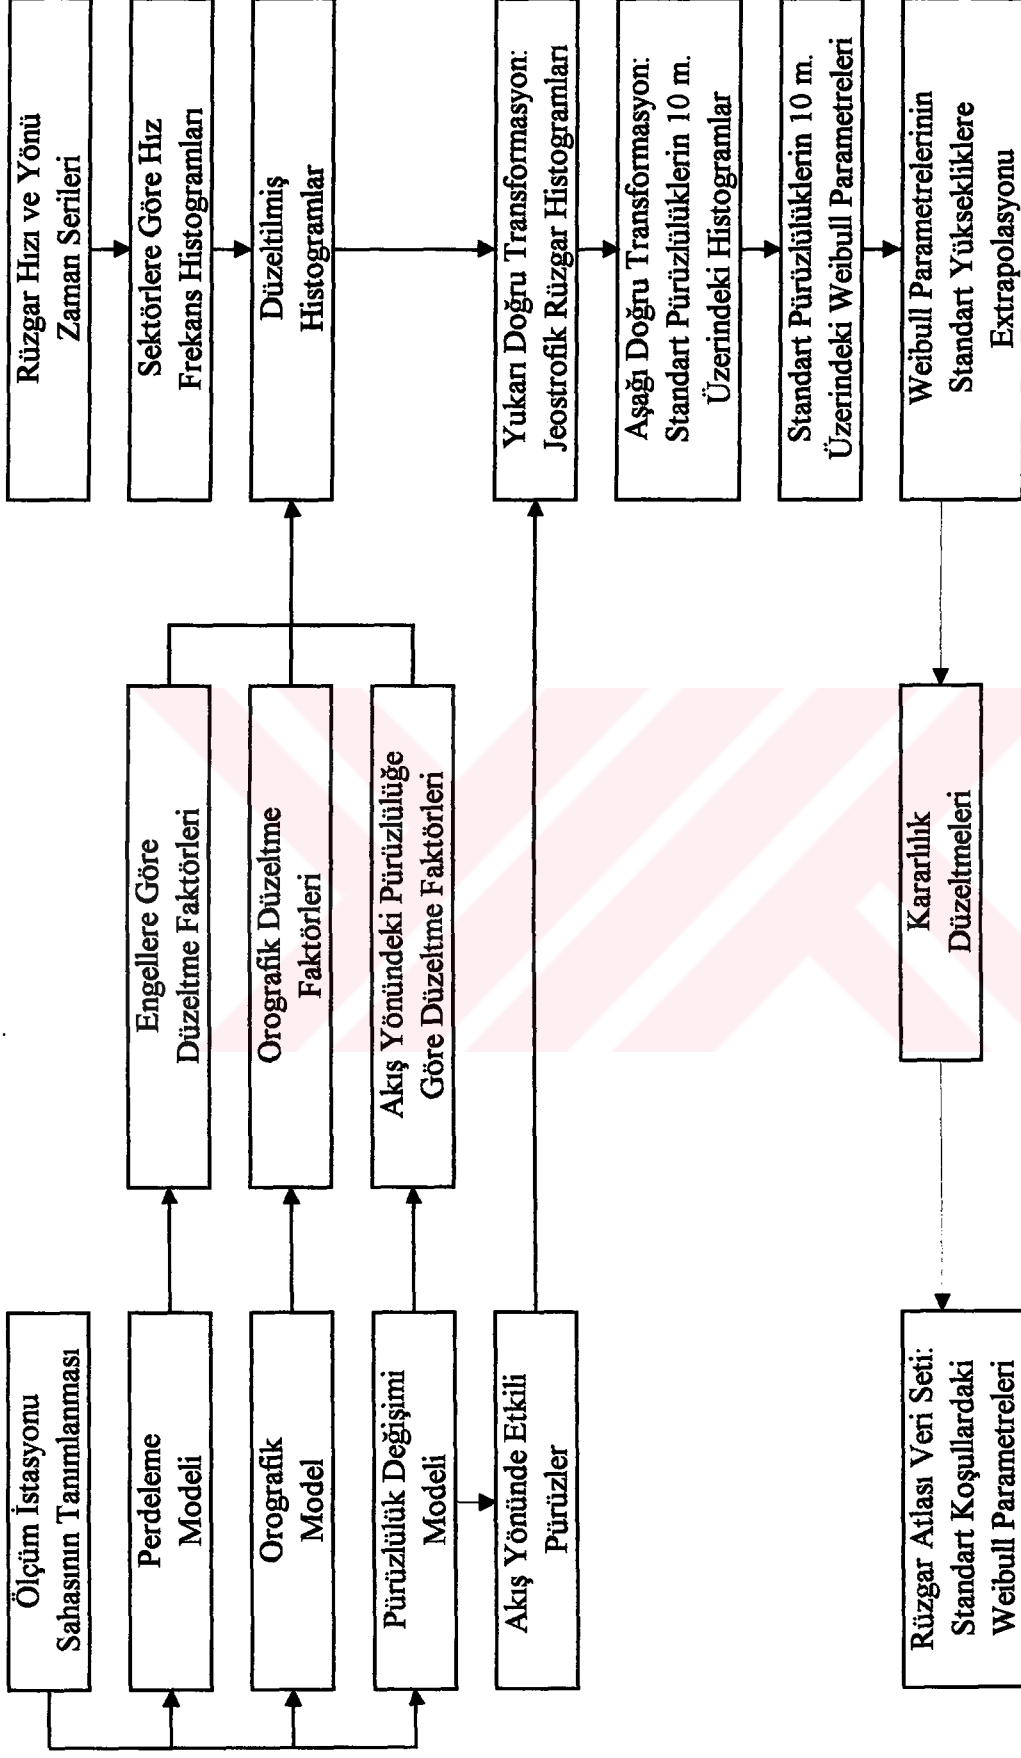 Ölçüm İstasyonu
Sahasının Tanımlanması
Perdeleme
Modeli
Orografik
Model
Pürüzlülük Değişimi
Modeli
Akış Yönünde Etkili
Pürüzler
Engellere Göre
Düzeltme Faktörleri
Orografik Düzeltme
Faktörleri
Akış Yönündeki Pürüzlülüğe
Göre Düzeltme Faktörleri
Rüzgar Hızı ve Yönü
Zaman Serileri
Sektörlere Göre Hız
Frekans Histogramları
Düzeltilmiş
Histogramlar
Yukarı Doğru Transformasyon:
Jeostrofik Rüzgar Histogramları
Aşağı Doğru Transformasyon:
Standart Pürüzlülüklerin 10 m.
Üzerindeki Histogramlar
Standart Pürüzlülüklerin 10 m.
Üzerindeki Weibull Parametreleri
Weibull Parametrelerinin
Standart Yüksekliklere
Extrapolasyonu
Kararlılık
Düzeltmeleri
Rüzgar Atlası Veri Seti:
Standart Koşullardaki
Weibull Parametreleri